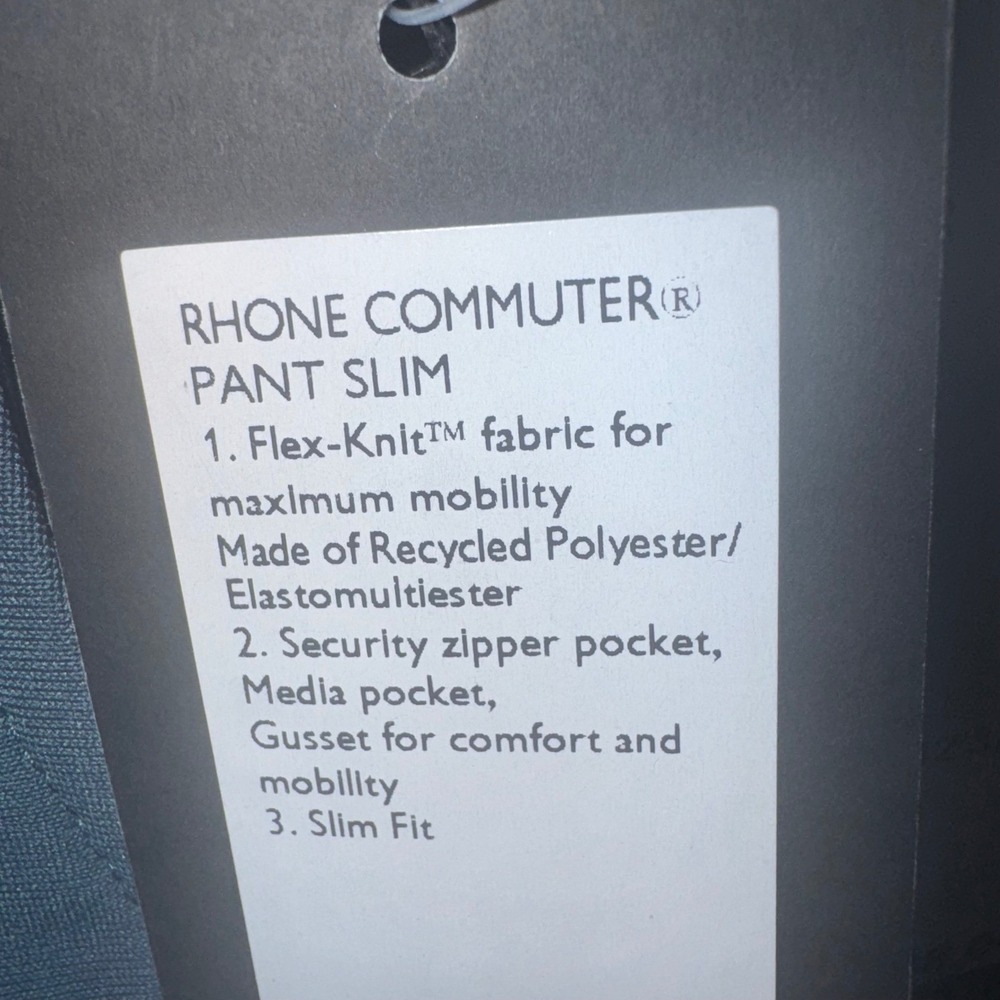 RHONE COMMUTER®
PANT SLIM
1. Flex-Knit™ fabric for
maximum mobility
Made of Recycled Polyester/
Elastomultiester
2. Security zipper pocket,
Media pocket,
Gusset for comfort and
mobility
3. Slim Fit